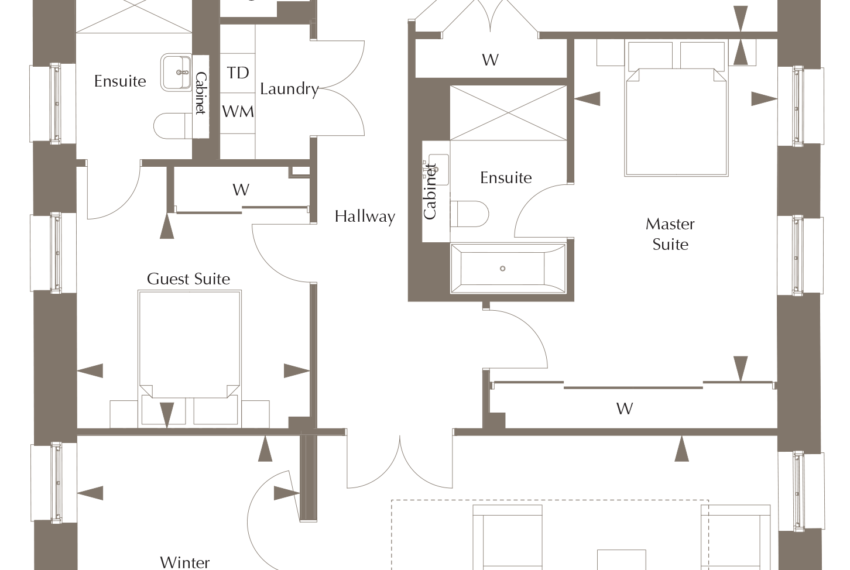 W
Ensuite
Cabinet
TD
Laundry
WM
Cabinet
Ensuite
W
Hallway
Master
Suite
Guest Suite
W
Winter